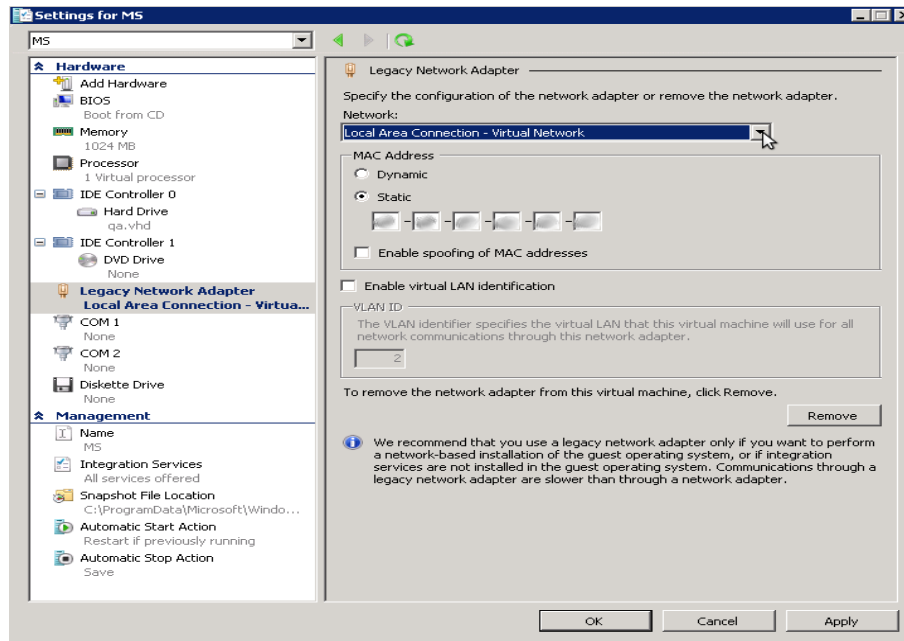 Settings for MS
MS
Hardware
Add Hardware
BIOS
Boot from CD
Memory
1024 MB
Processor
1 Virtual processor
IDE Controller 0
Hard Drive
qa.vhd
IDE Controller 1
DVD Drive
None
Legacy Network Adapter
Local Area Connection - Virtua...
COM 1
None
COM 2
None
Diskette Drive
None
Management
Name
MS
Integration Services
All services offered
Snapshot File Location
C:\ProgramData\Microsoft\Windo...
Automatic Start Action
Restart if previously running
Automatic Stop Action
Save
Legacy Network Adapter
Specify the configuration of the network adapter or remove the network adapter.
Network:
Local Area Connection - Virtual Network
MAC Address
Dynamic
Static
- - - - -
Enable spoofing of MAC addresses
Enable virtual LAN identification
VLAN ID
The VLAN identifier specifies the virtual LAN that this virtual machine will use for all
network communications through this network adapter.
2
To remove the network adapter from this virtual machine, click Remove.
Remove
We recommend that you use a legacy network adapter only if you want to perform
a network-based installation of the guest operating system, or if integration
services are not installed in the guest operating system. Communications through a
legacy network adapter are slower than through a network adapter.
OK
Cancel
Apply